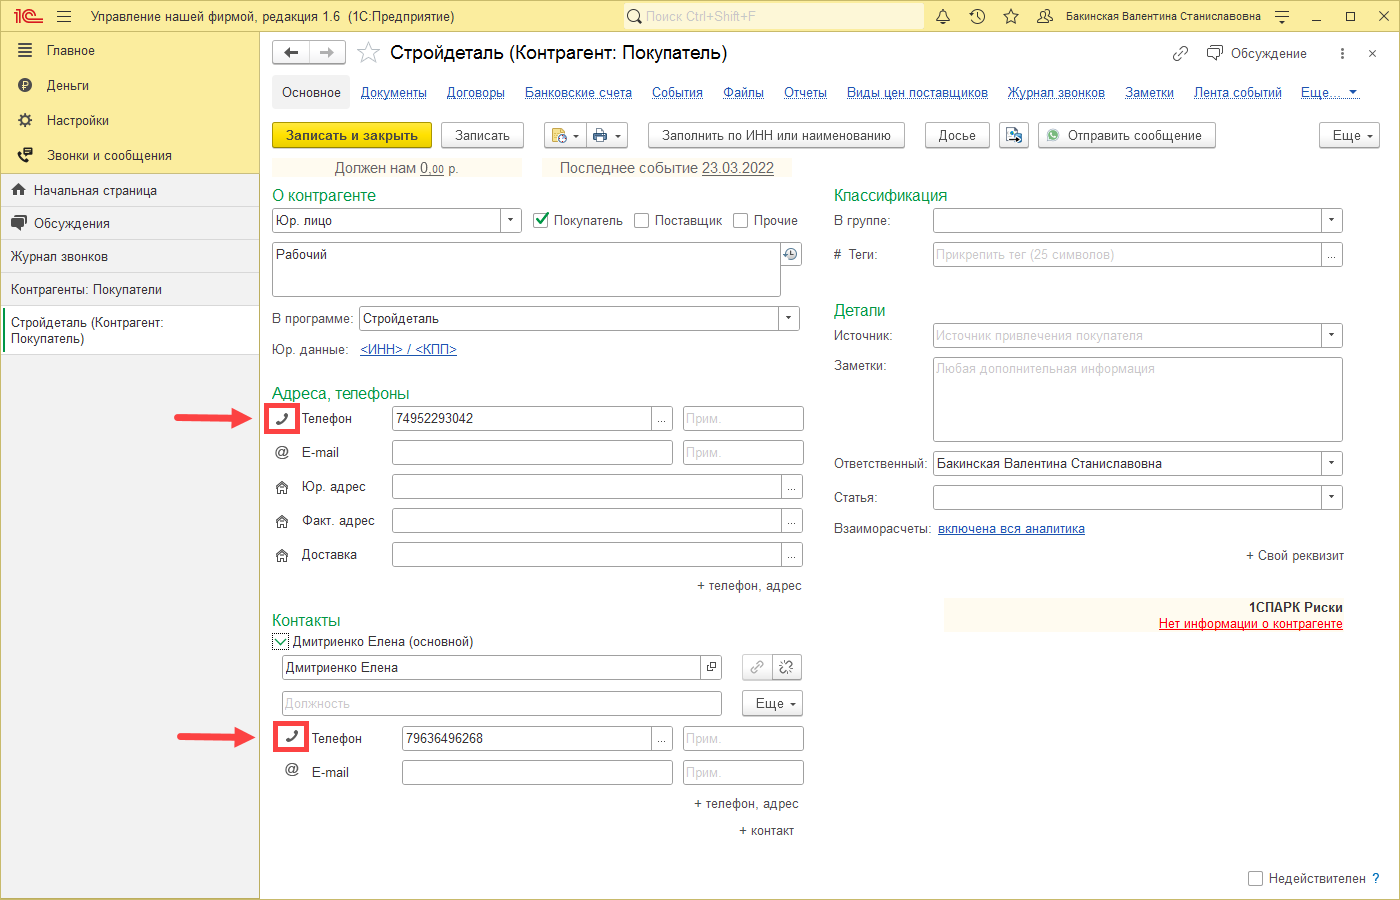 1С Управление нашей фирмой, редакция 1.6 (1С:Предприятие)
Поиск Ctrl+Shift+F
Бакинская Валентина Станиславовна
Главное
Деньги
Настройки
Звонки и сообщения
Начальная страница
Обсуждения
Журнал звонков
Контрагенты: Покупатели
Стройдеталь (Контрагент:
Покупатель)
Стройдеталь (Контрагент: Покупатель)
Обсуждение
Основное Документы Договоры Банковские счета События Файлы Отчеты Виды цен поставщиков Журнал звонков Заметки Лента событий Еще...
Записать и закрыть Записать Заполнить по ИНН или наименованию Досье Отправить сообщение Еще
Должен нам 0,00 р. Последнее событие 23.03.2022
О контрагенте
Юр. лицо Покупатель Поставщик Прочие
Рабочий
В программе: Стройдеталь
Юр. данные: <ИНН> / <КПП>
Адреса, телефоны
Телефон 74952293042 ... Прим.
@ E-mail Прим.
Юр. адрес ...
Факт. адрес ...
Доставка ...
+ телефон, адрес
Контакты
Дмитриенко Елена (основной)
Дмитриенко Елена
Должность Еще
Телефон 79636496268 ... Прим.
@ E-mail Прим.
+ телефон, адрес
+ контакт
Классификация
В группе:
# Теги: Прикрепить тег (25 символов) ...
Детали
Источник: Источник привлечения покупателя
Заметки: Любая дополнительная информация
Ответственный: Бакинская Валентина Станиславовна
Статья:
Взаиморасчеты: включена вся аналитика
+ Свой реквизит
1СПАРК Риски
Нет информации о контрагенте
Недействителен ?